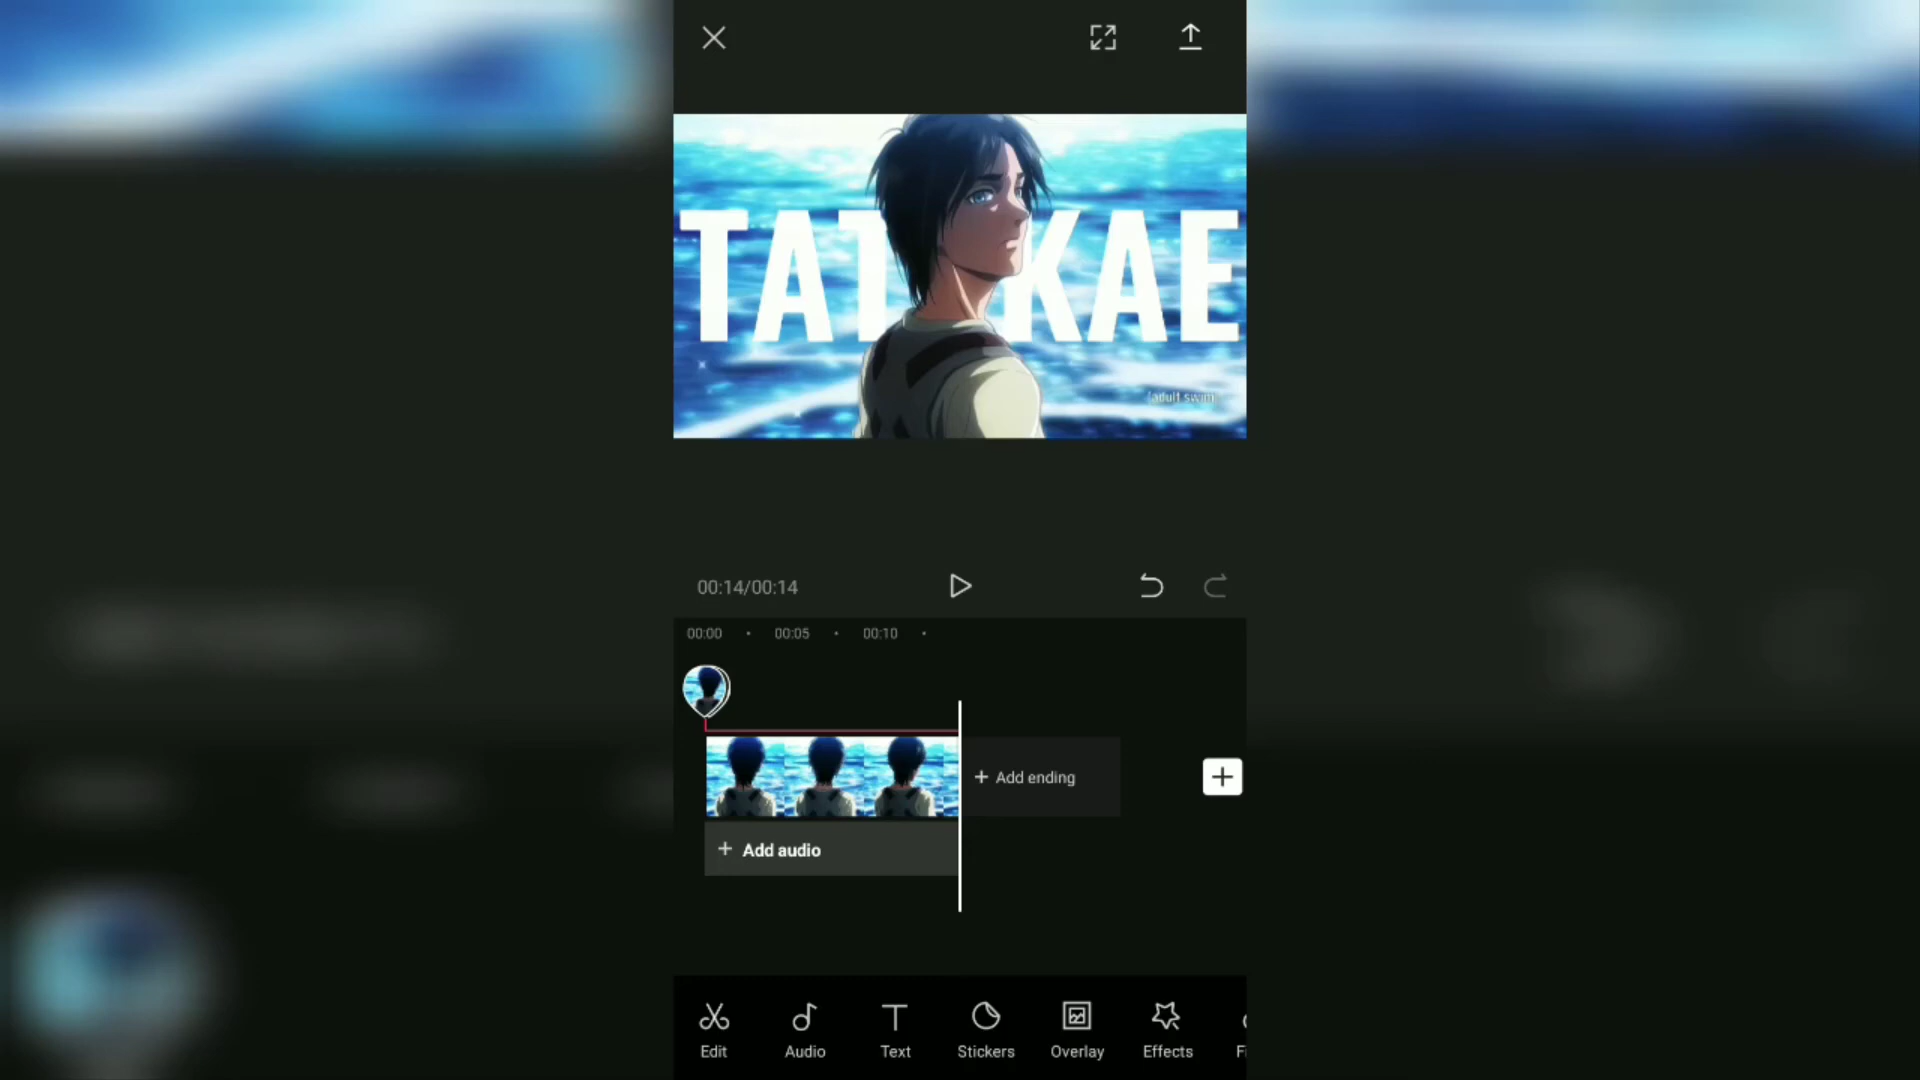 TAT KAE
[adult swim]
00:14/00:14
00:00 00:05 00:10
+ Add ending
+ Add audio
Edit Audio Text Stickers Overlay Effects